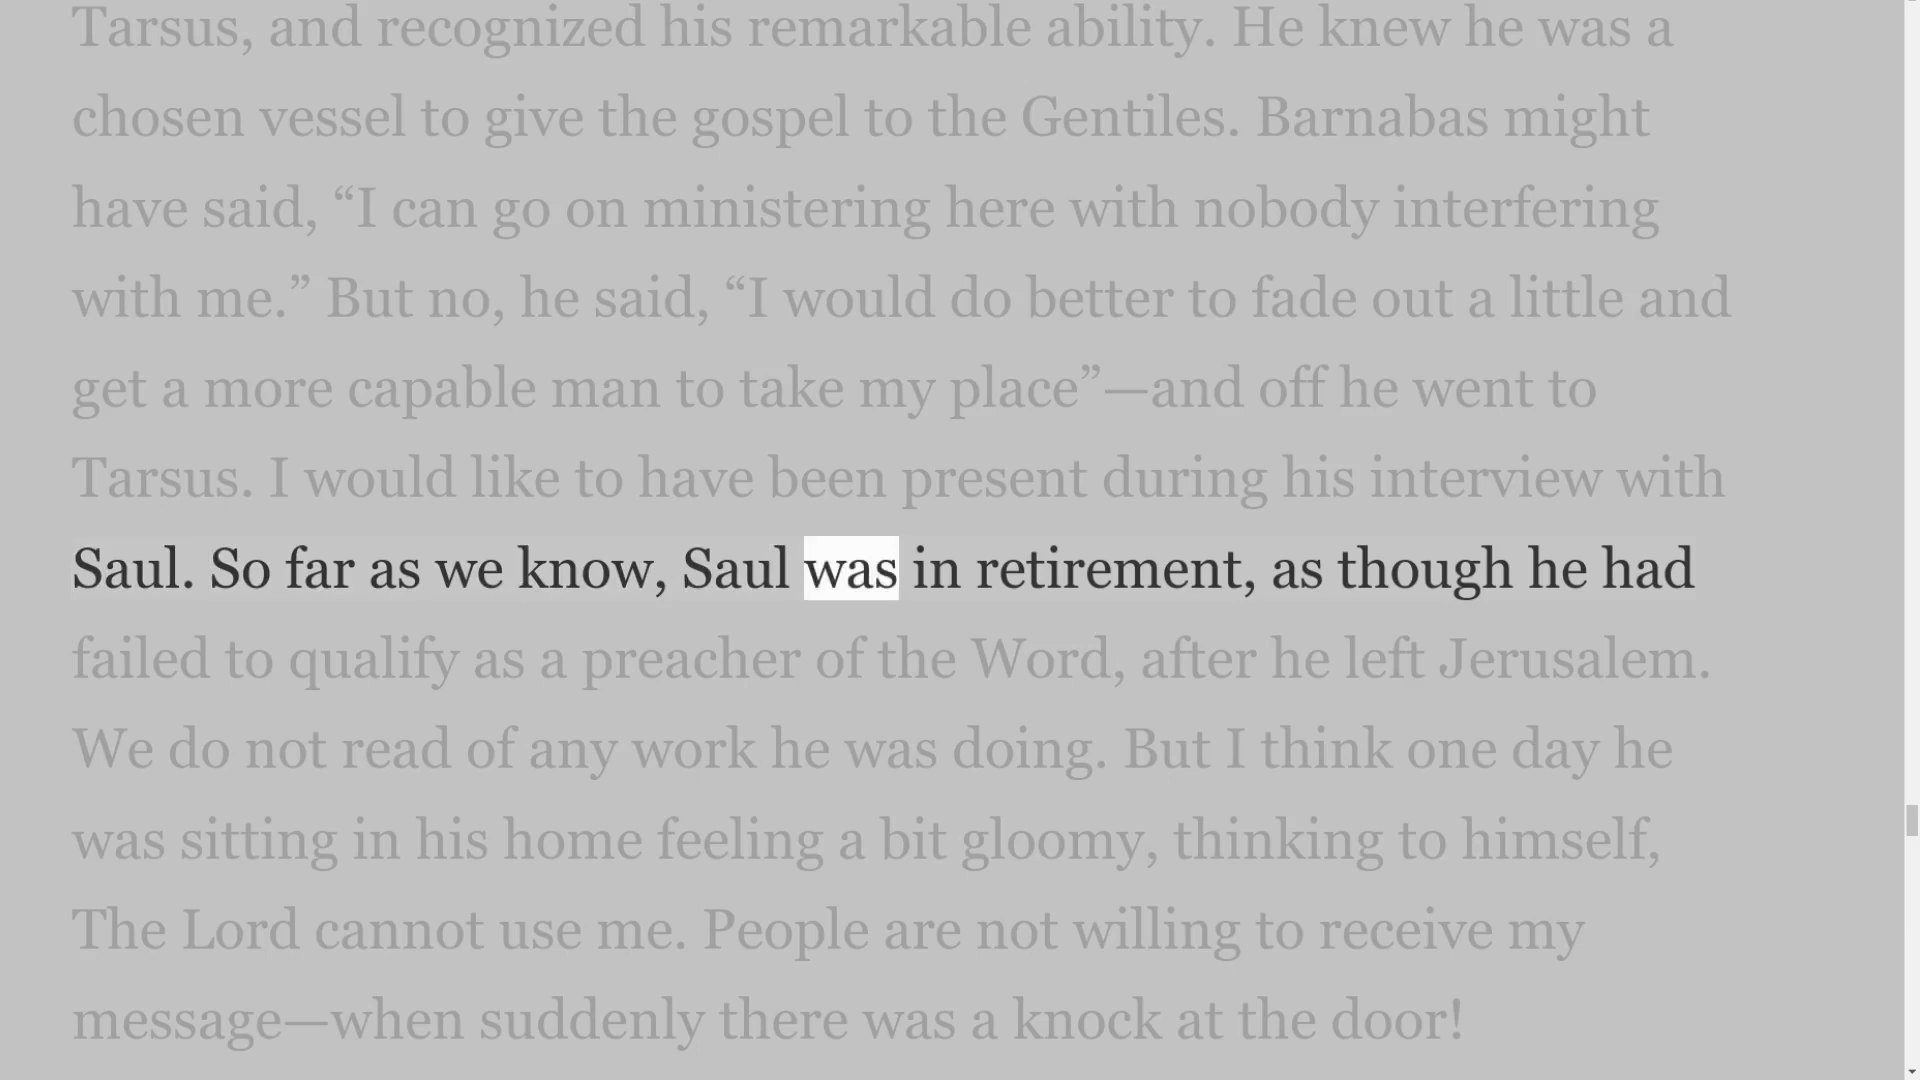 Tarsus, and recognized his remarkable ability. He knew he was a
chosen vessel to give the gospel to the Gentiles. Barnabas might
have said, “I can go on ministering here with nobody interfering
with me.” But no, he said, “I would do better to fade out a little and
get a more capable man to take my place”—and off he went to
Tarsus. I would like to have been present during his interview with
Saul. So far as we know, Saul was in retirement, as though he had
failed to qualify as a preacher of the Word, after he left Jerusalem.
We do not read of any work he was doing. But I think one day he
was sitting in his home feeling a bit gloomy, thinking to himself,
The Lord cannot use me. People are not willing to receive my
message—when suddenly there was a knock at the door!